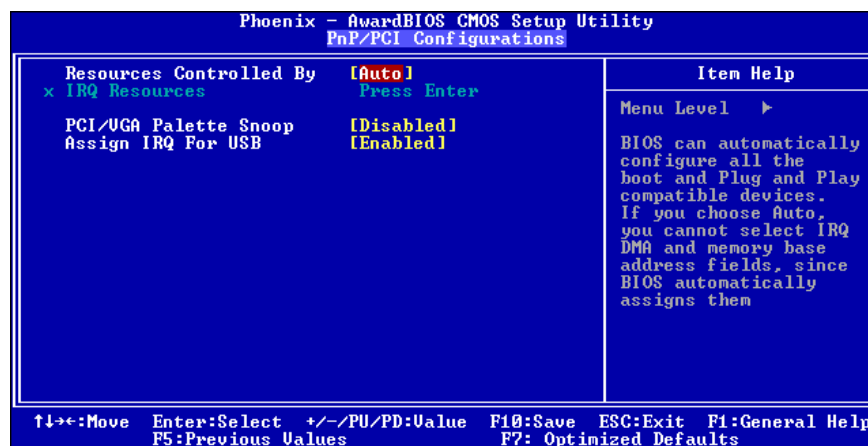 Phoenix - AwardBIOS CMOS Setup Utility
PnP/PCI Configurations
Resources Controlled By [Auto]
x IRQ Resources Press Enter
PCI/VGA Palette Snoop [Disabled]
Assign IRQ For USB [Enabled]
Item Help
Menu Level ►
BIOS can automatically
configure all the
boot and Plug and Play
compatible devices.
If you choose Auto,
you cannot select IRQ
DMA and memory base
address fields, since
BIOS automatically
assigns them
↑↓→←:Move Enter:Select +/-/PU/PD:Value F10:Save ESC:Exit F1:General Help
F5:Previous Values F7: Optimized Defaults